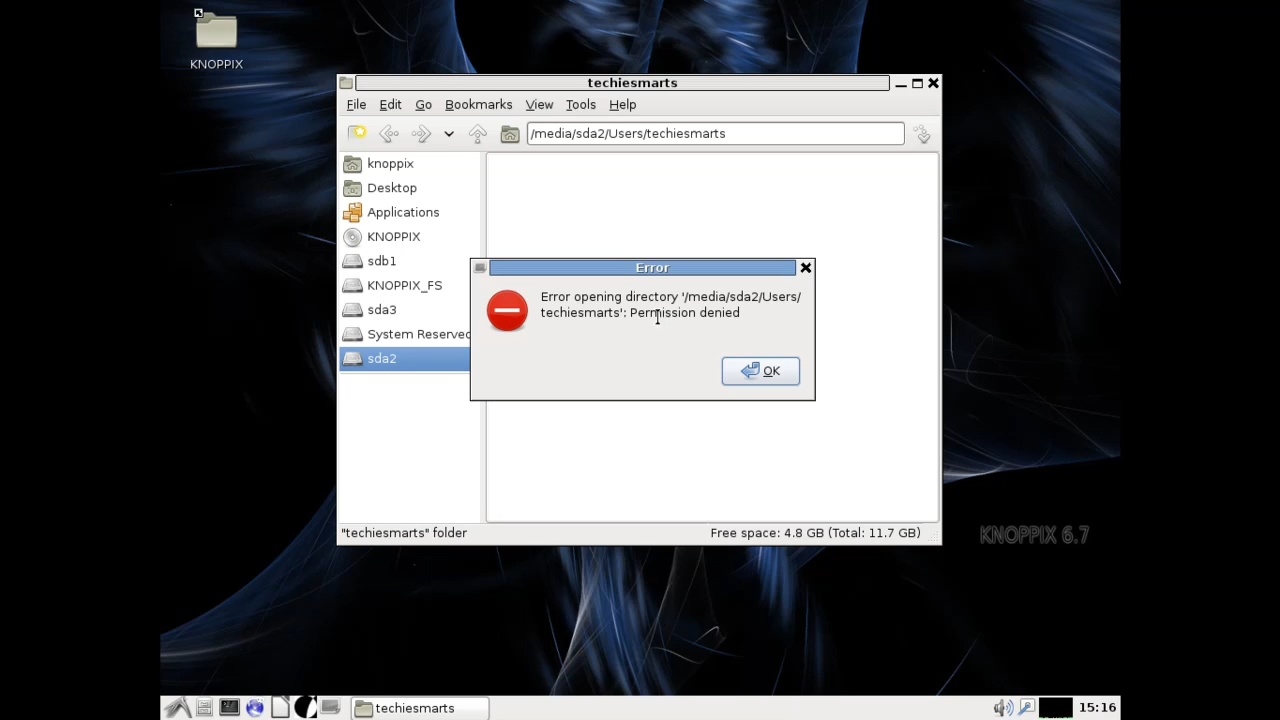 KNOPPIX
techiesmarts
File Edit Go Bookmarks View Tools Help
/media/sda2/Users/techiesmarts
knoppix
Desktop
Applications
KNOPPIX
sdb1
KNOPPIX_FS
sda3
System Reserved
sda2
Error
Error opening directory '/media/sda2/Users/
techiesmarts': Permission denied
OK
"techiesmarts" folder
Free space: 4.8 GB (Total: 11.7 GB)
KNOPPIX 6.7
techiesmarts
15:16